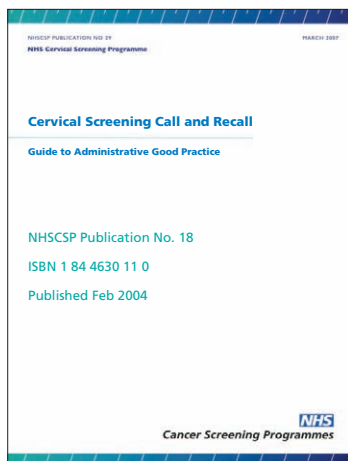 NHSCSP PUBLICATION NO 29 MARCH 2007
NHS Cervical Screening Programme
Cervical Screening Call and Recall
Guide to Administrative Good Practice
NHSCSP Publication No. 18
ISBN 1 84 4630 11 0
Published Feb 2004
NHS
Cancer Screening Programmes